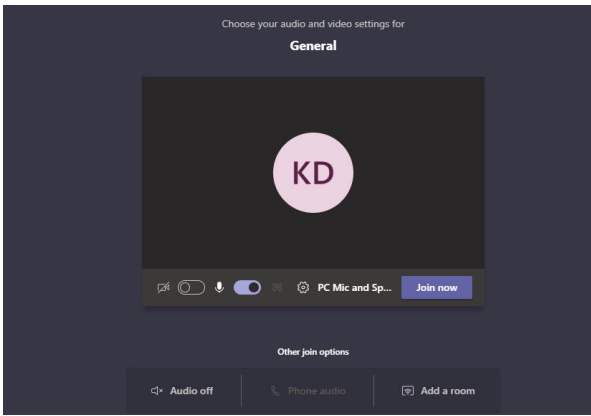 Choose your audio and video settings for
General
KD
PC Mic and Sp... Join now
Other join options
Audio off Phone audio Add a room